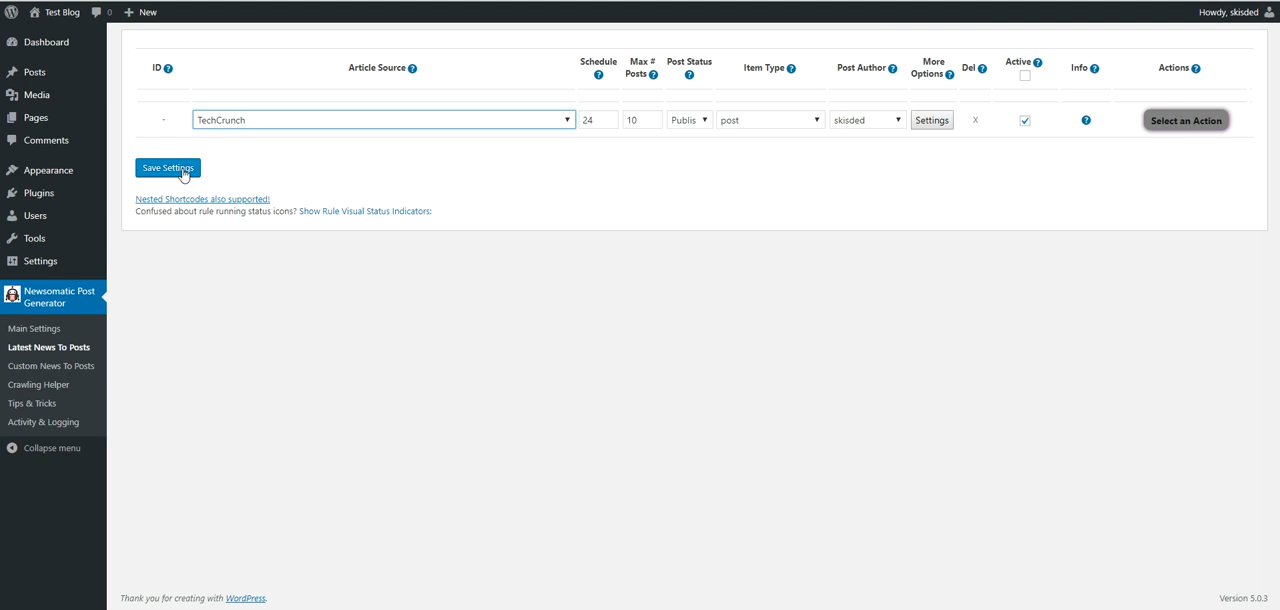 Test Blog 0 + New Howdy, skisded
Dashboard
Posts
Media
Pages
Comments
Appearance
Plugins
Users
Tools
Settings
Newsomatic Post
Generator
Main Settings
Latest News To Posts
Custom News To Posts
Crawling Helper
Tips & Tricks
Activity & Logging
Collapse menu
ID Article Source Schedule Max # Posts Post Status Item Type Post Author More Options Del Active Info Actions
- TechCrunch 24 10 Publis post skisded Settings X Select an Action
Save Settings
Nested Shortcodes also supported!
Confused about rule running status icons? Show Rule Visual Status Indicators:
Thank you for creating with WordPress. Version 5.0.3